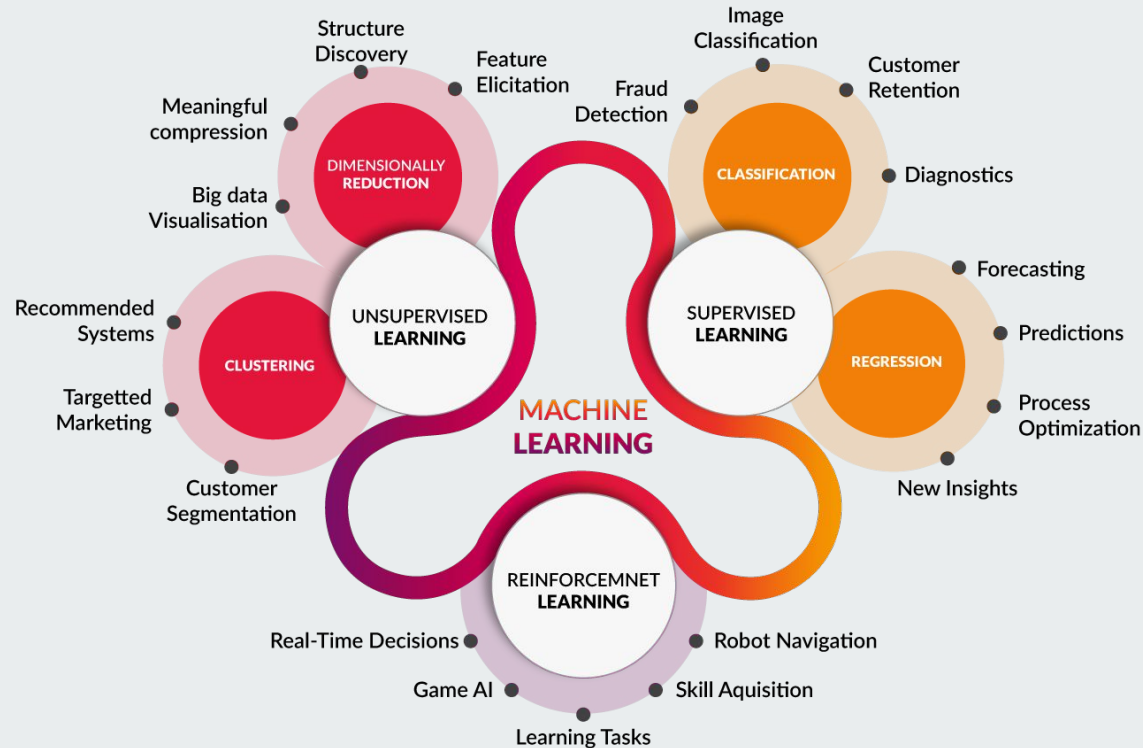 Structure
Discovery
Feature
Elicitation
Meaningful
compression
Big data
Visualisation
DIMENSIONALLY
REDUCTION
Recommended
Systems
Targetted
Marketing
Customer
Segmentation
CLUSTERING
UNSUPERVISED
LEARNING
Image
Classification
Fraud
Detection
Customer
Retention
Diagnostics
CLASSIFICATION
SUPERVISED
LEARNING
Forecasting
Predictions
Process
Optimization
New Insights
REGRESSION
MACHINE
LEARNING
REINFORCEMNET
LEARNING
Real-Time Decisions
Game AI
Learning Tasks
Skill Aquisition
Robot Navigation